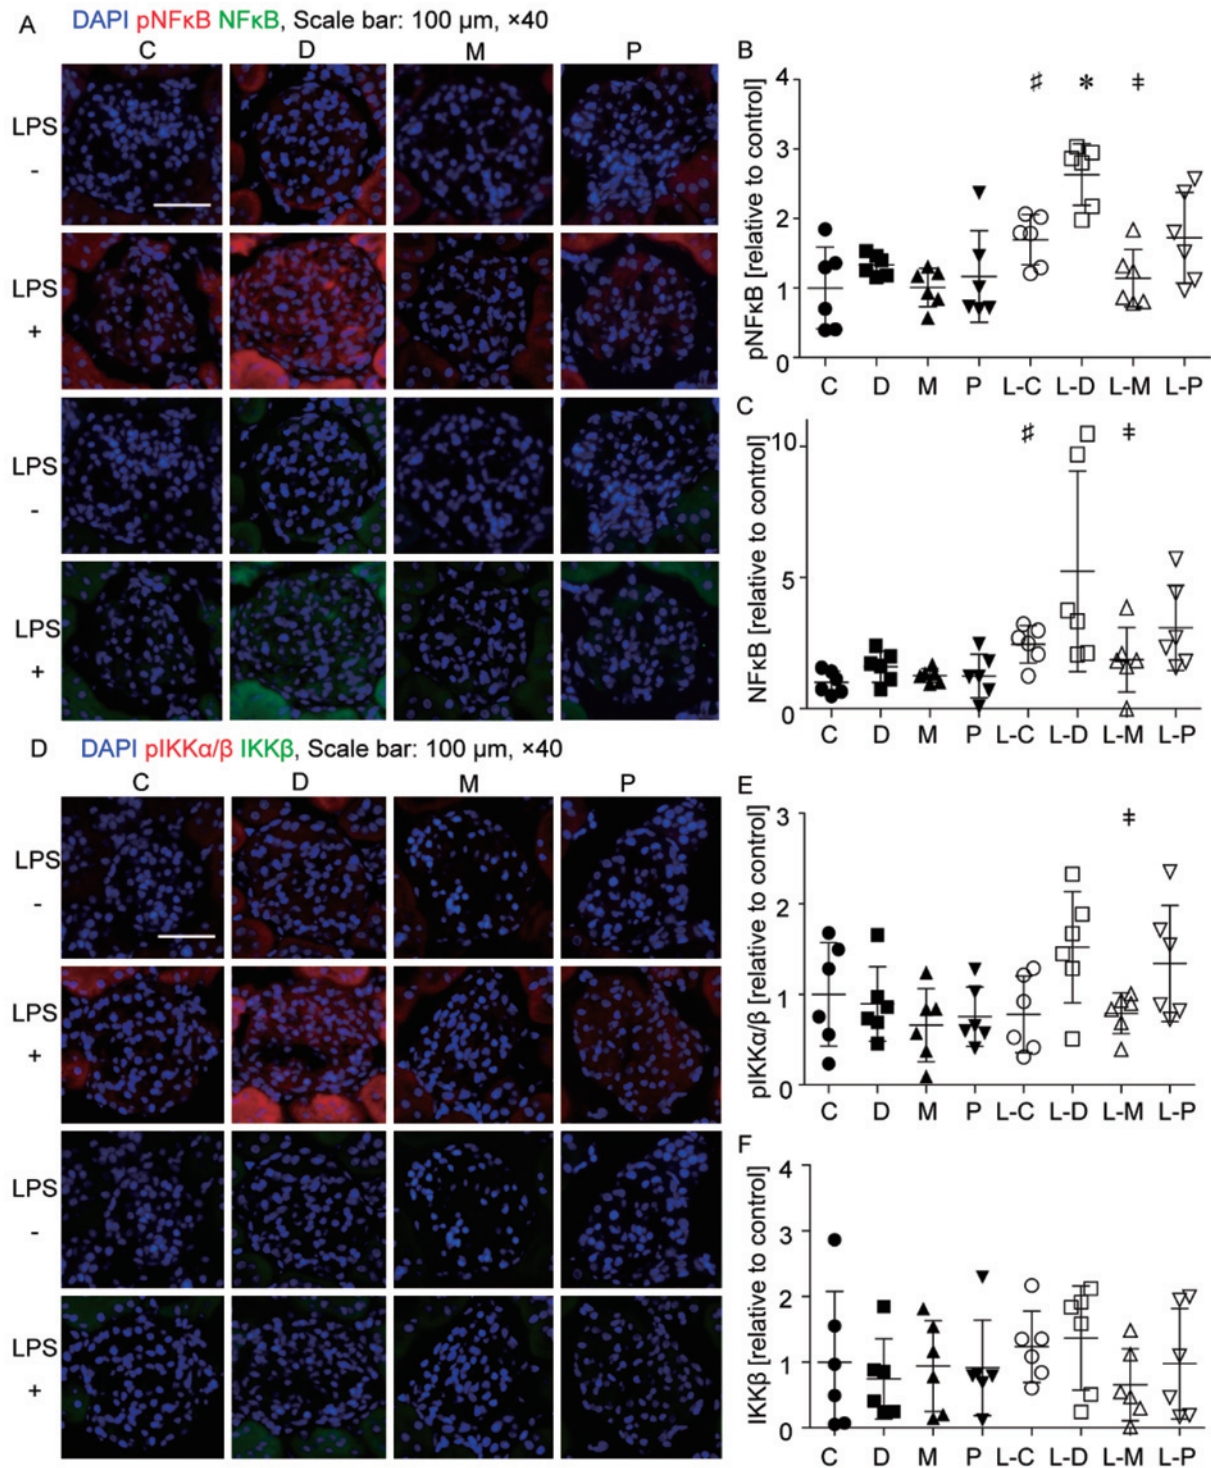 A DAPI pNFκB NFκB, Scale bar: 100 µm, ×40
C D M P
LPS
-
LPS
+
LPS
-
LPS
+
B
pNFκB [relative to control]
4
3
2
1
0
♯ * ‡
C D M P L-C L-D L-M L-P
C
NFκB [relative to control]
10
5
0
♯ ‡
C D M P L-C L-D L-M L-P
D DAPI pIKKα/β IKKβ, Scale bar: 100 µm, ×40
C D M P
LPS
-
LPS
+
LPS
-
LPS
+
E
pIKKα/β [relative to control]
3
2
1
0
‡
C D M P L-C L-D L-M L-P
F
IKKβ [relative to control]
4
3
2
1
0
C D M P L-C L-D L-M L-P